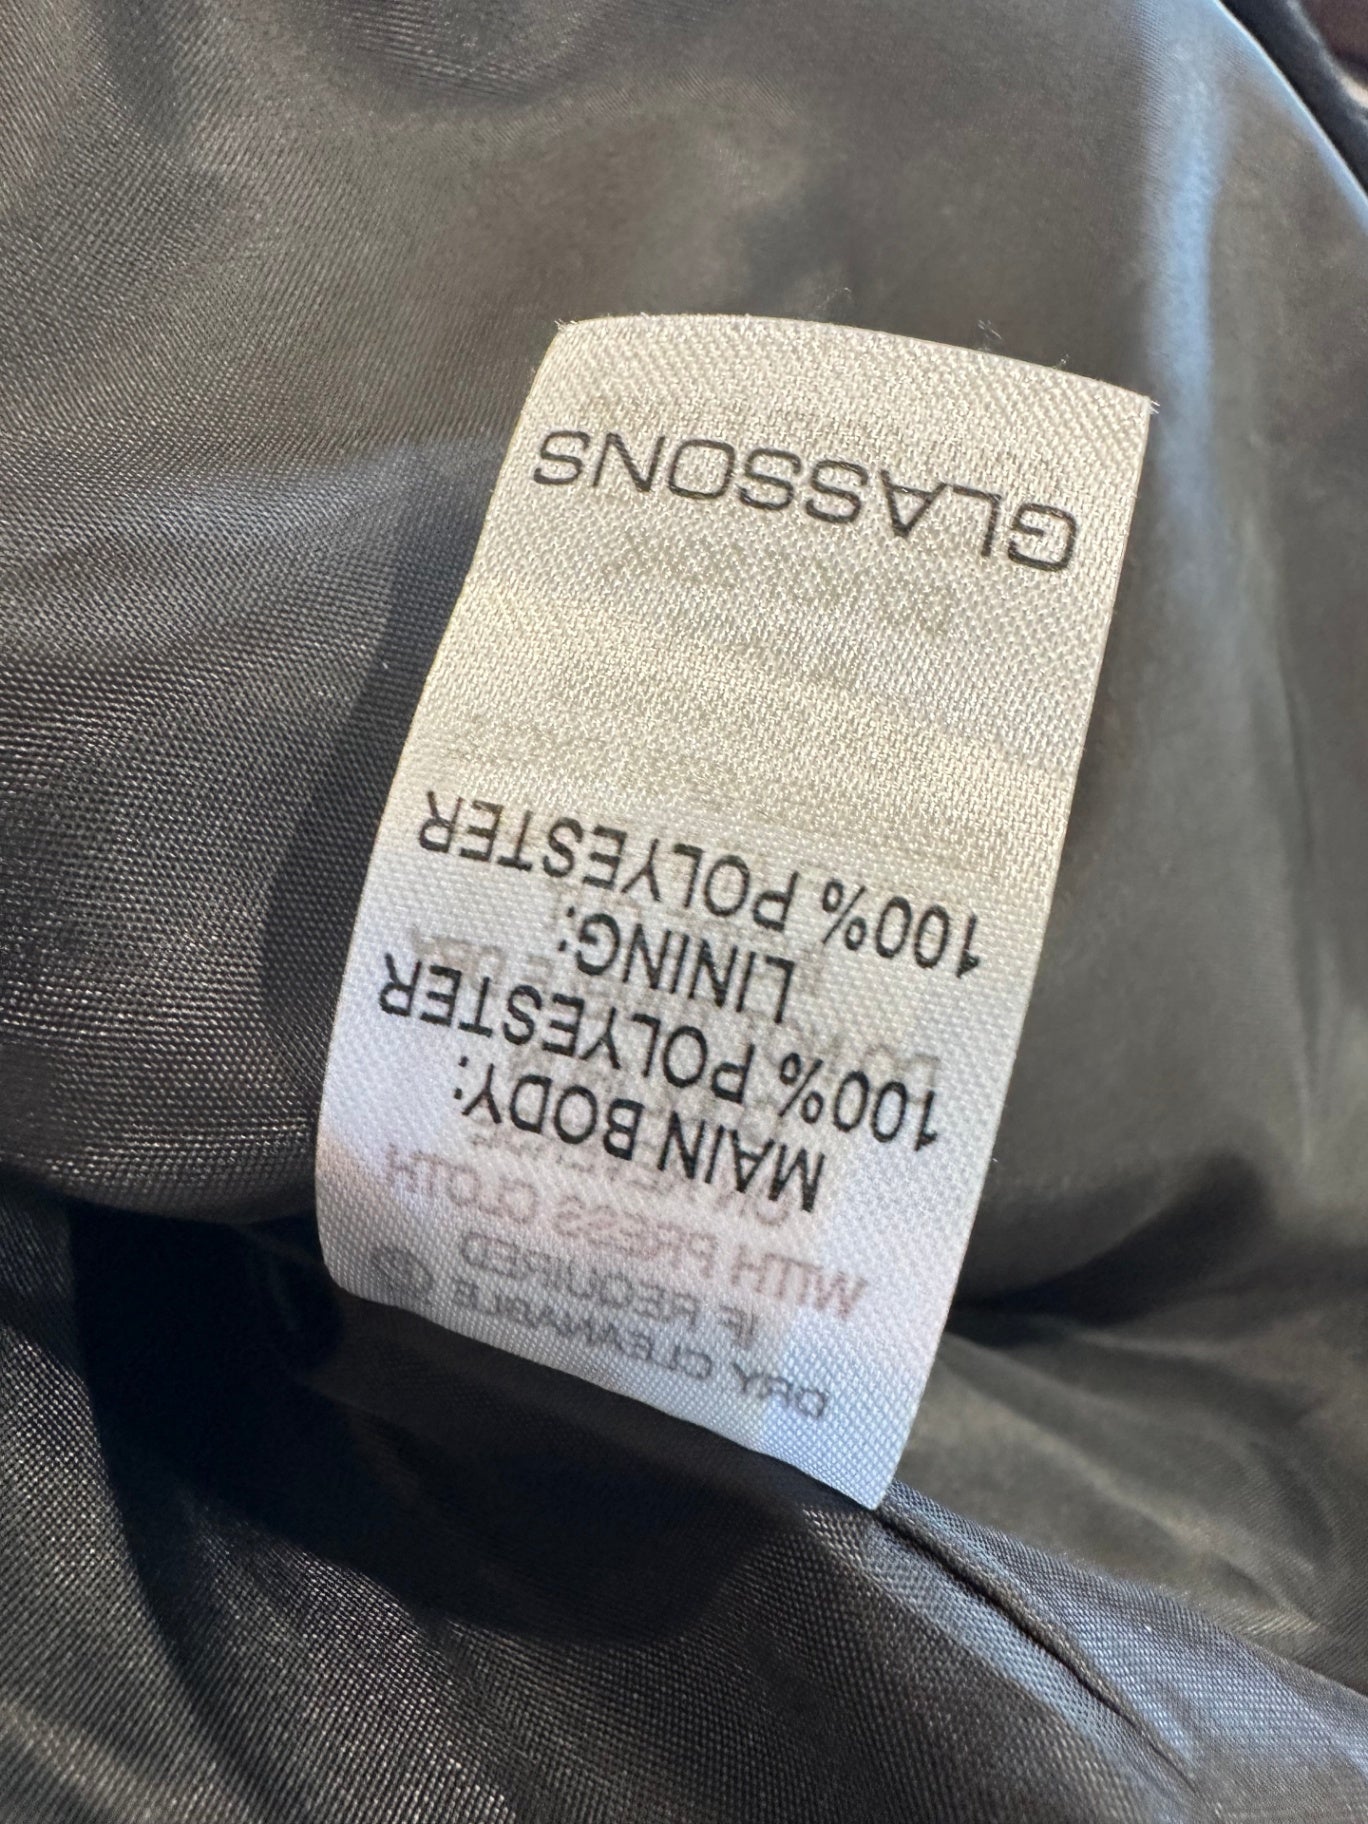 MAIN BODY:
100% POLYESTER
LINING:
100% POLYESTER
GLASSONS
WITH PRESS CLOTH
IF REQUIRED
DRY CLEANABLE